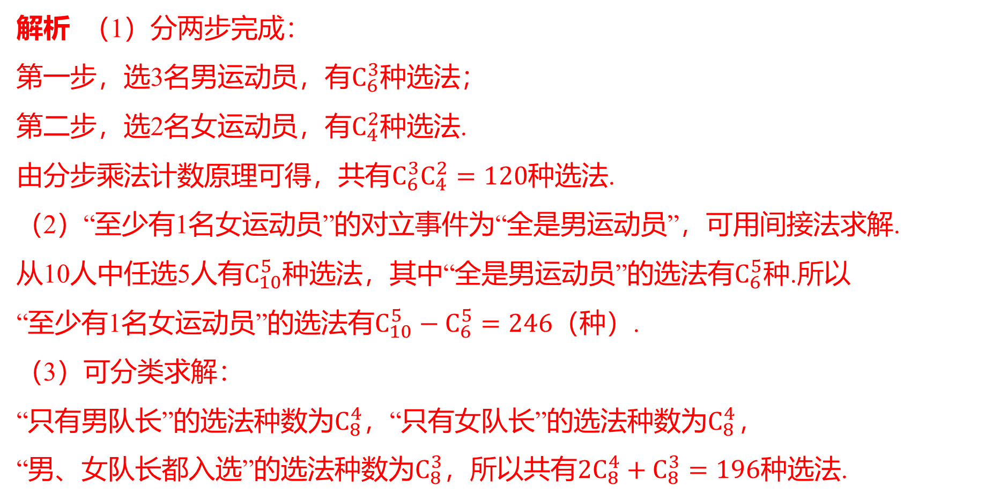 解析 （1）分两步完成：
第一步，选3名男运动员，有$C_6^3$种选法；
第二步，选2名女运动员，有$C_4^2$种选法.
由分步乘法计数原理可得，共有$C_6^3C_4^2=120$种选法.
（2）“至少有1名女运动员”的对立事件为“全是男运动员”，可用间接法求解.
从10人中任选5人有$C_{10}^5$种选法，其中“全是男运动员”的选法有$C_6^5$种.所以
“至少有1名女运动员”的选法有$C_{10}^5-C_6^5=246$（种）.
（3）可分类求解：
“只有男队长”的选法种数为$C_8^4$，“只有女队长”的选法种数为$C_8^4$，
“男、女队长都入选”的选法种数为$C_8^3$，所以共有$2C_8^4+C_8^3=196$种选法.